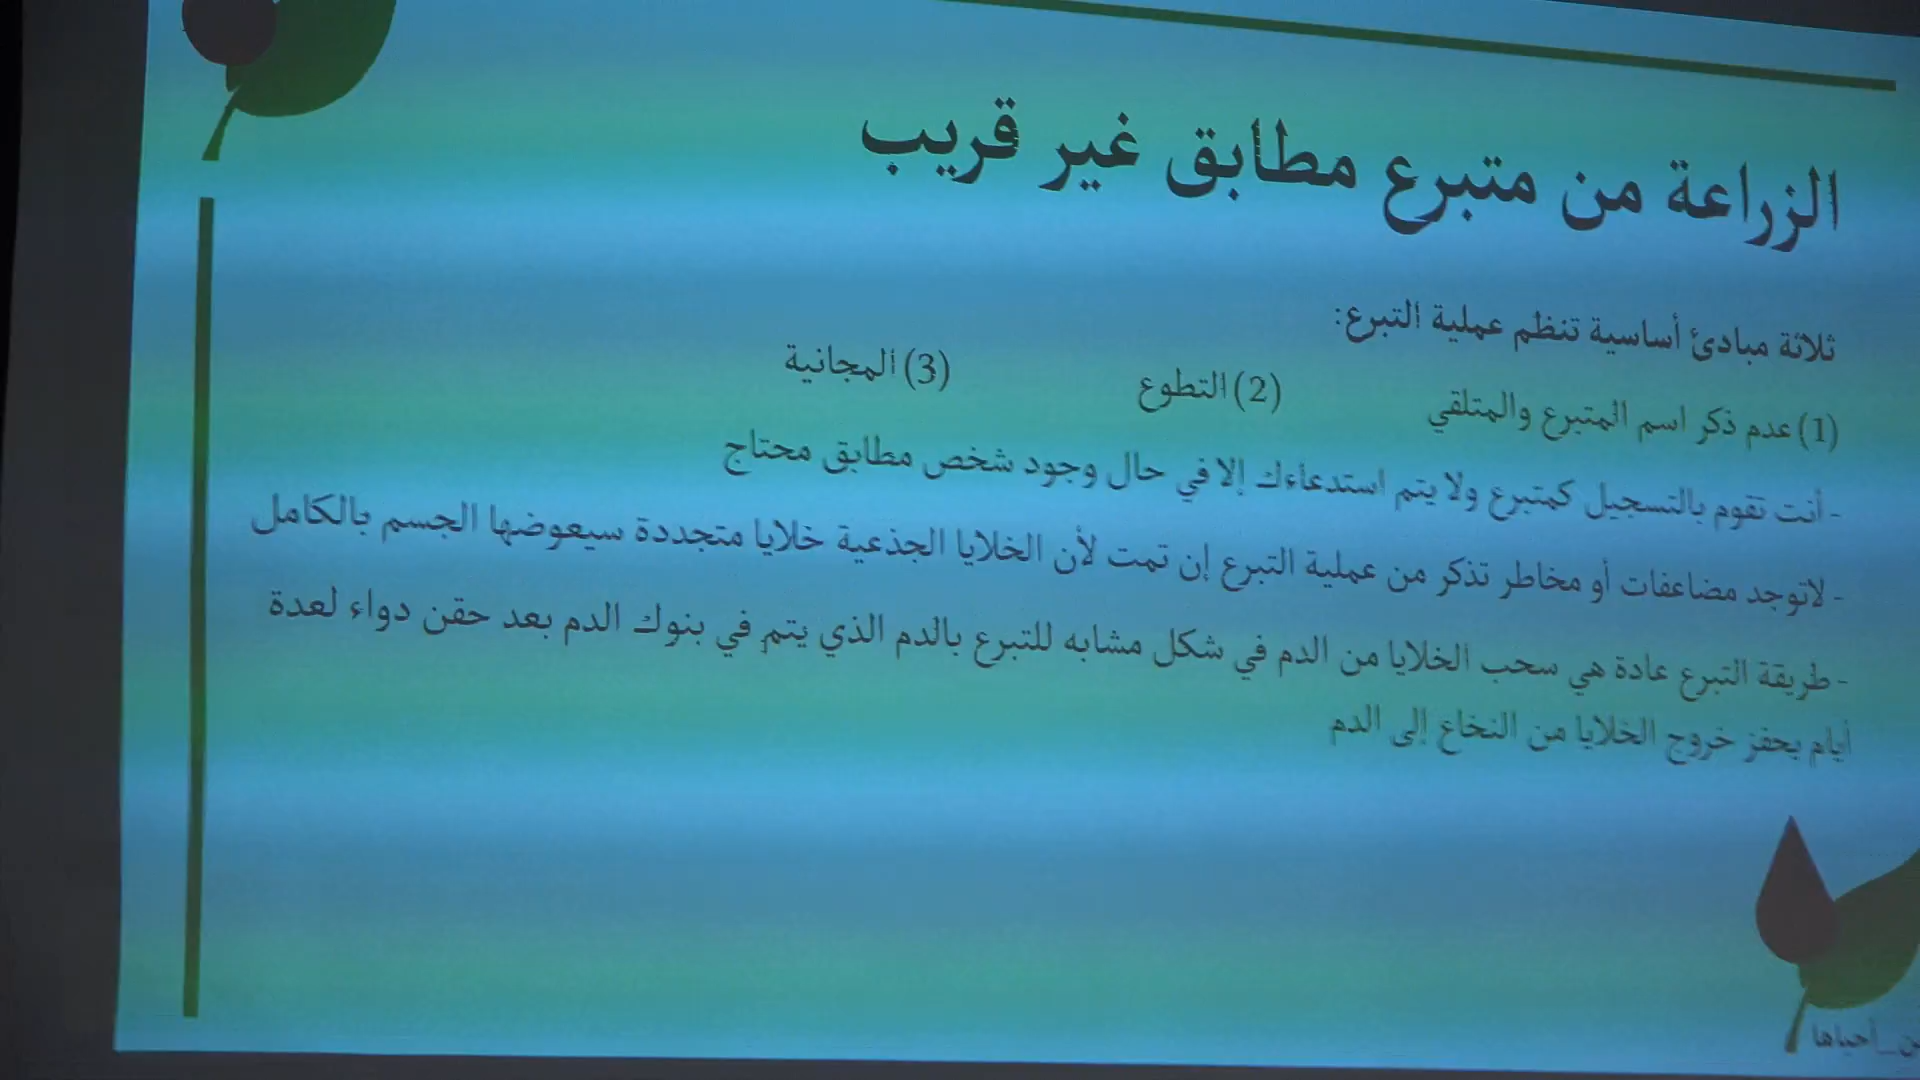 الزراعة من متبرع مطابق غير قريب
ثلاثة مبادئ أساسية تنظم عملية التبرع:
(1) عدم ذكر اسم المتبرع والمتلقي (2) التطوع (3) المجانية
- أنت تقوم بالتسجيل كمتبرع ولا يتم استدعاءك إلا في حال وجود شخص مطابق محتاج
- لاتوجد مضاعفات أو مخاطر تذكر من عملية التبرع إن تمت لأن الخلايا الجذعية خلايا متجددة سيعوضها الجسم بالكامل
- طريقة التبرع عادة هي سحب الخلايا من الدم في شكل مشابه للتبرع بالدم الذي يتم في بنوك الدم بعد حقن دواء لعدة
أيام يحفز خروج الخلايا من النخاع إلى الدم
أحياها